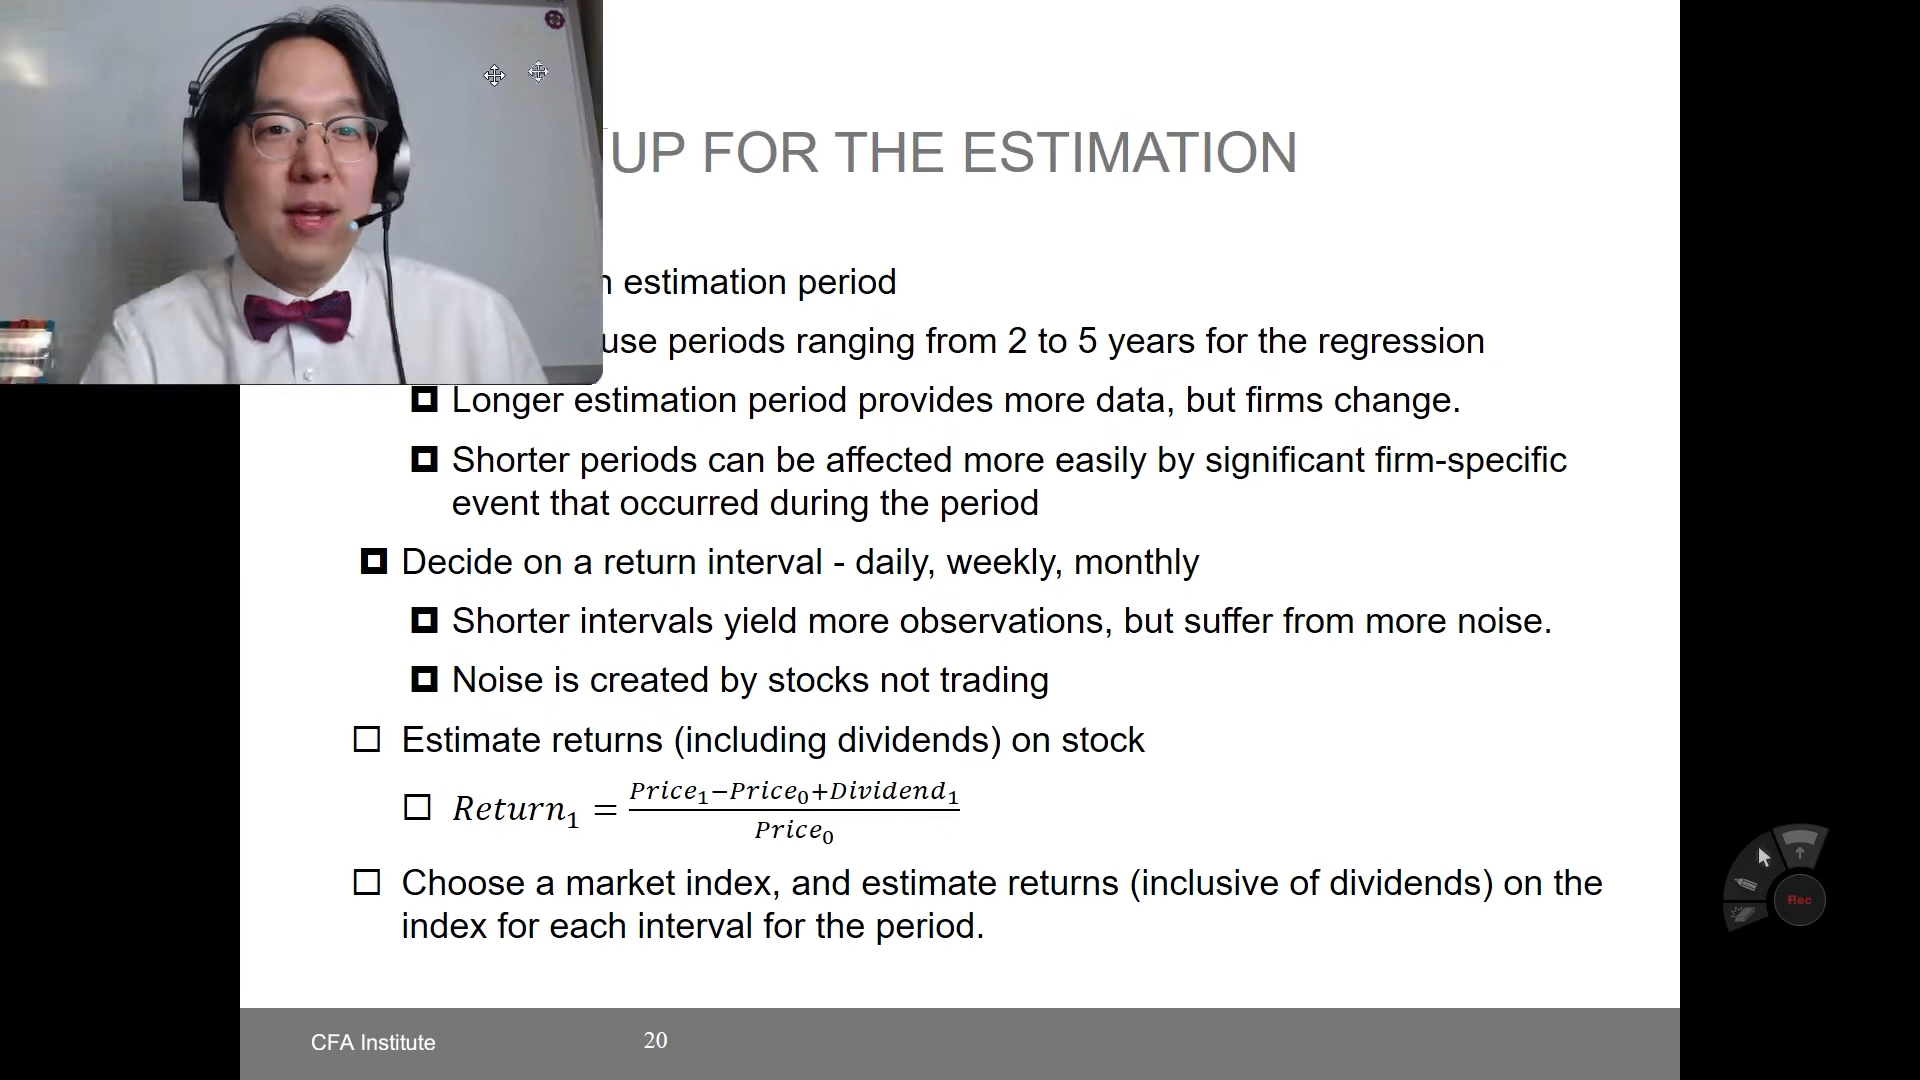 UP FOR THE ESTIMATION
estimation period
use periods ranging from 2 to 5 years for the regression
Longer estimation period provides more data, but firms change.
Shorter periods can be affected more easily by significant firm-specific
event that occurred during the period
Decide on a return interval - daily, weekly, monthly
Shorter intervals yield more observations, but suffer from more noise.
Noise is created by stocks not trading
Estimate returns (including dividends) on stock
Return₁ = (Price₁−Price₀+Dividend₁)/Price₀
Choose a market index, and estimate returns (inclusive of dividends) on the
index for each interval for the period.
Rec
CFA Institute 20